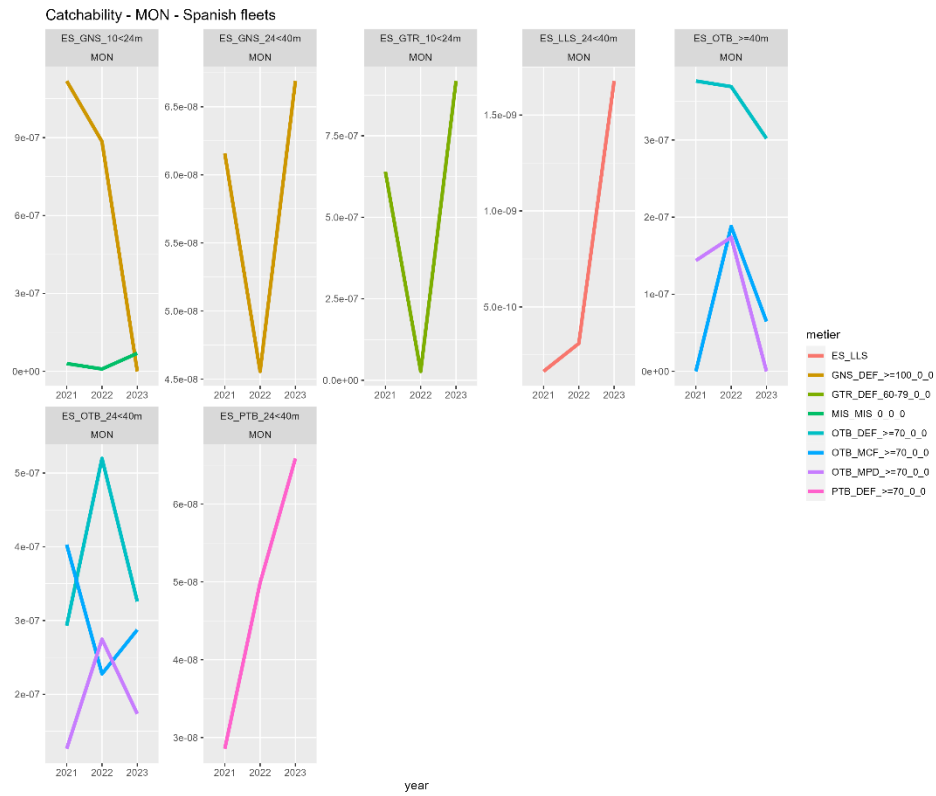 Catchability - MON - Spanish fleets
ES_GNS_10<24m
MON
9e-07
6e-07
3e-07
0e+00
2021 2022 2023
ES_GNS_24<40m
MON
6.5e-08
6.0e-08
5.5e-08
5.0e-08
4.5e-08
2021 2022 2023
ES_GTR_10<24m
MON
7.5e-07
5.0e-07
2.5e-07
0.0e+00
2021 2022 2023
ES_LLS_24<40m
MON
1.5e-09
1.0e-09
5.0e-10
2021 2022 2023
ES_OTB_>=40m
MON
3e-07
2e-07
1e-07
0e+00
2021 2022 2023
ES_OTB_24<40m
MON
5e-07
4e-07
3e-07
2e-07
2021 2022 2023
ES_PTB_24<40m
MON
6e-08
5e-08
4e-08
3e-08
2021 2022 2023
year
metier
ES_LLS
GNS_DEF_>=100_0_0
GTR_DEF_60-79_0_0
MIS_MIS_0_0_0
OTB_DEF_>=70_0_0
OTB_MCF_>=70_0_0
OTB_MPD_>=70_0_0
PTB_DEF_>=70_0_0